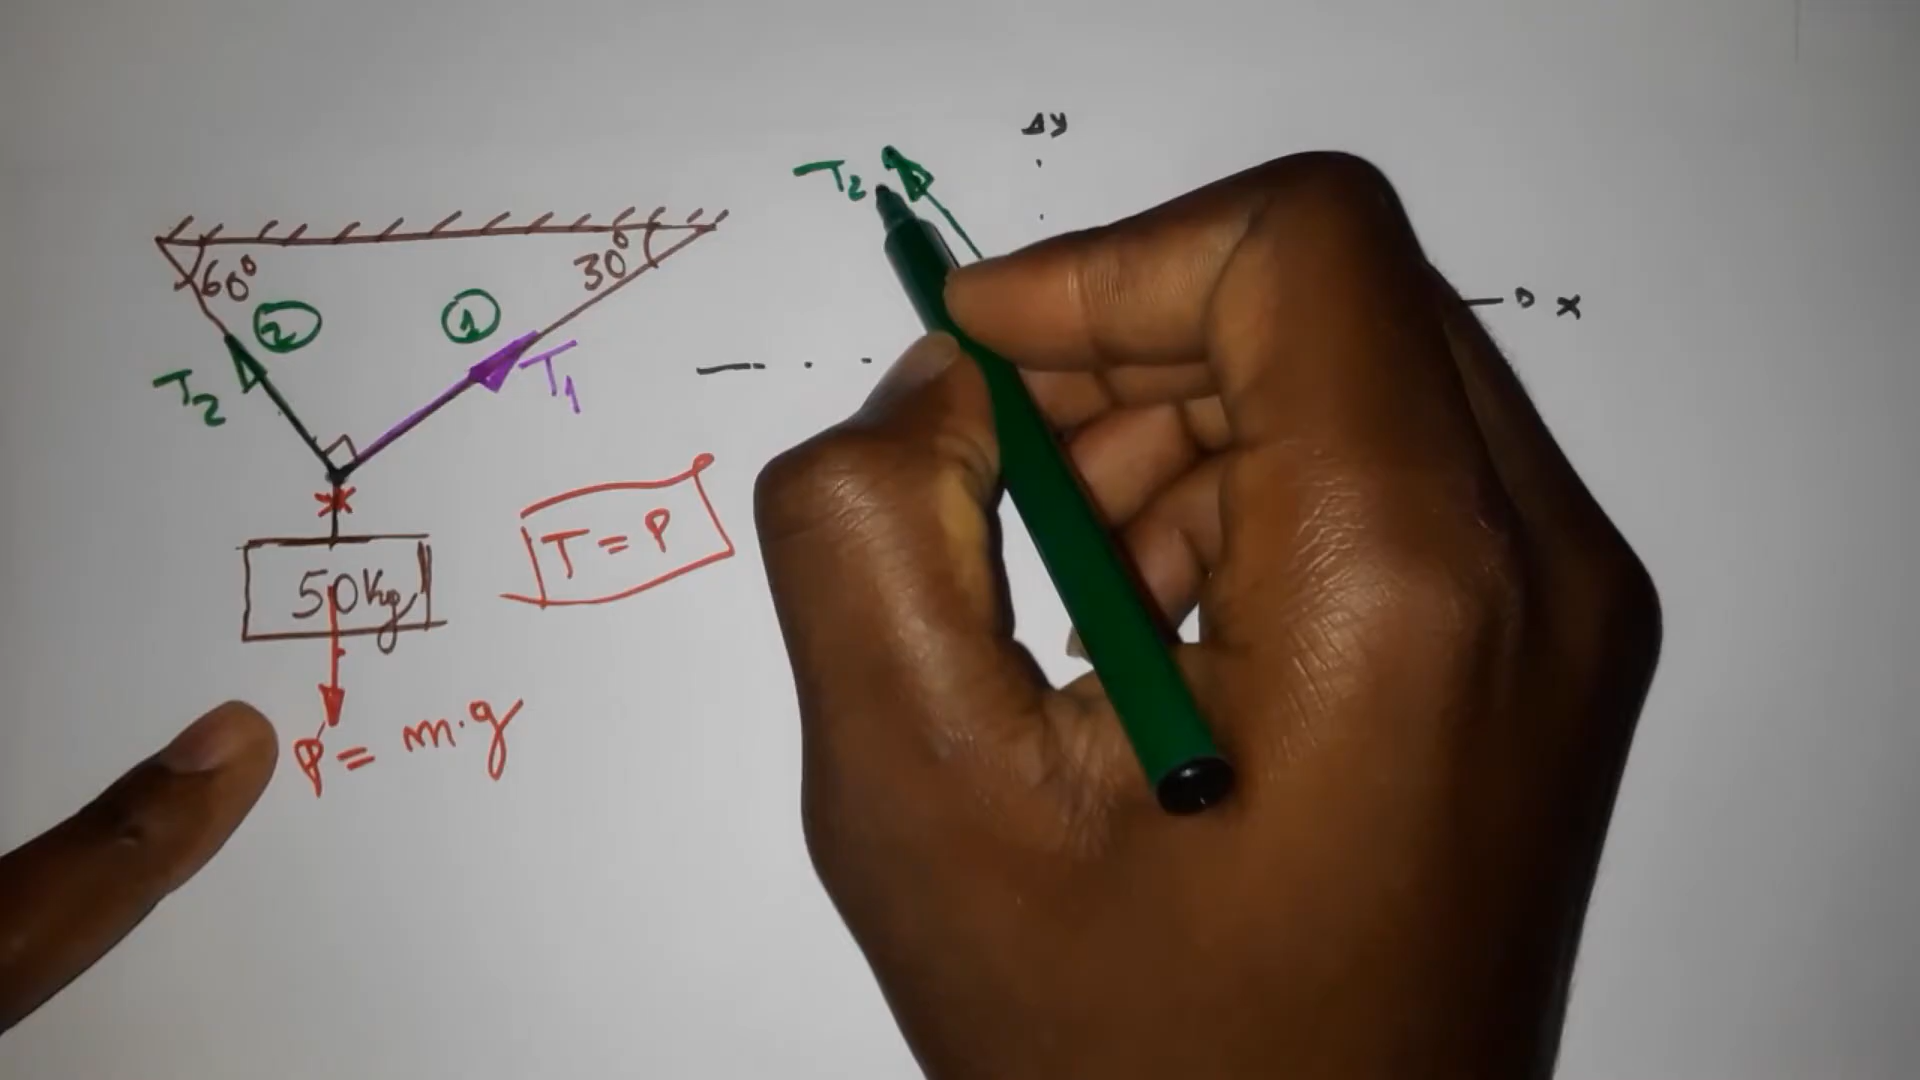 60° 30°
2 1
T2 T1
50Kg
P = m.g
T = P
T2
y
x